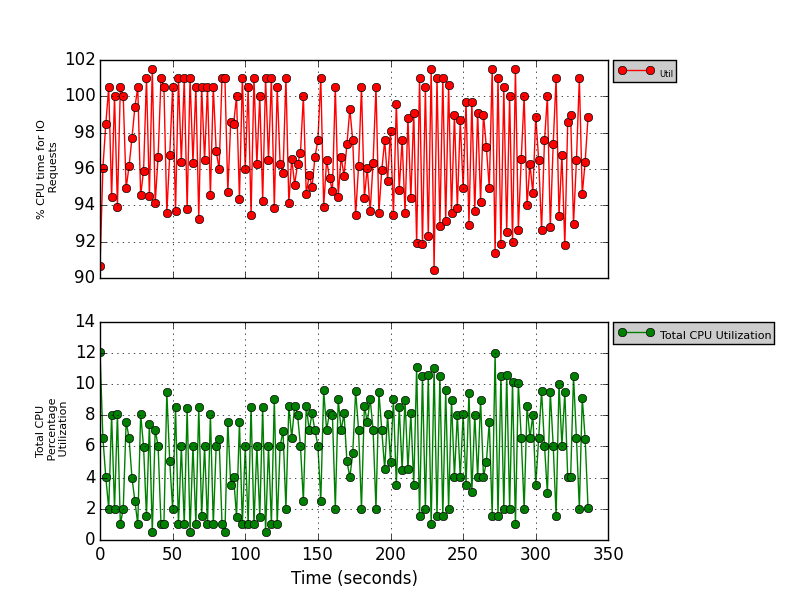 102
100
98
96
94
92
90
% CPU time for IO
Requests
Util
14
12
10
8
6
4
2
0
Total CPU
Percentage
Utilization
Total CPU Utilization
0 50 100 150 200 250 300 350
Time (seconds)